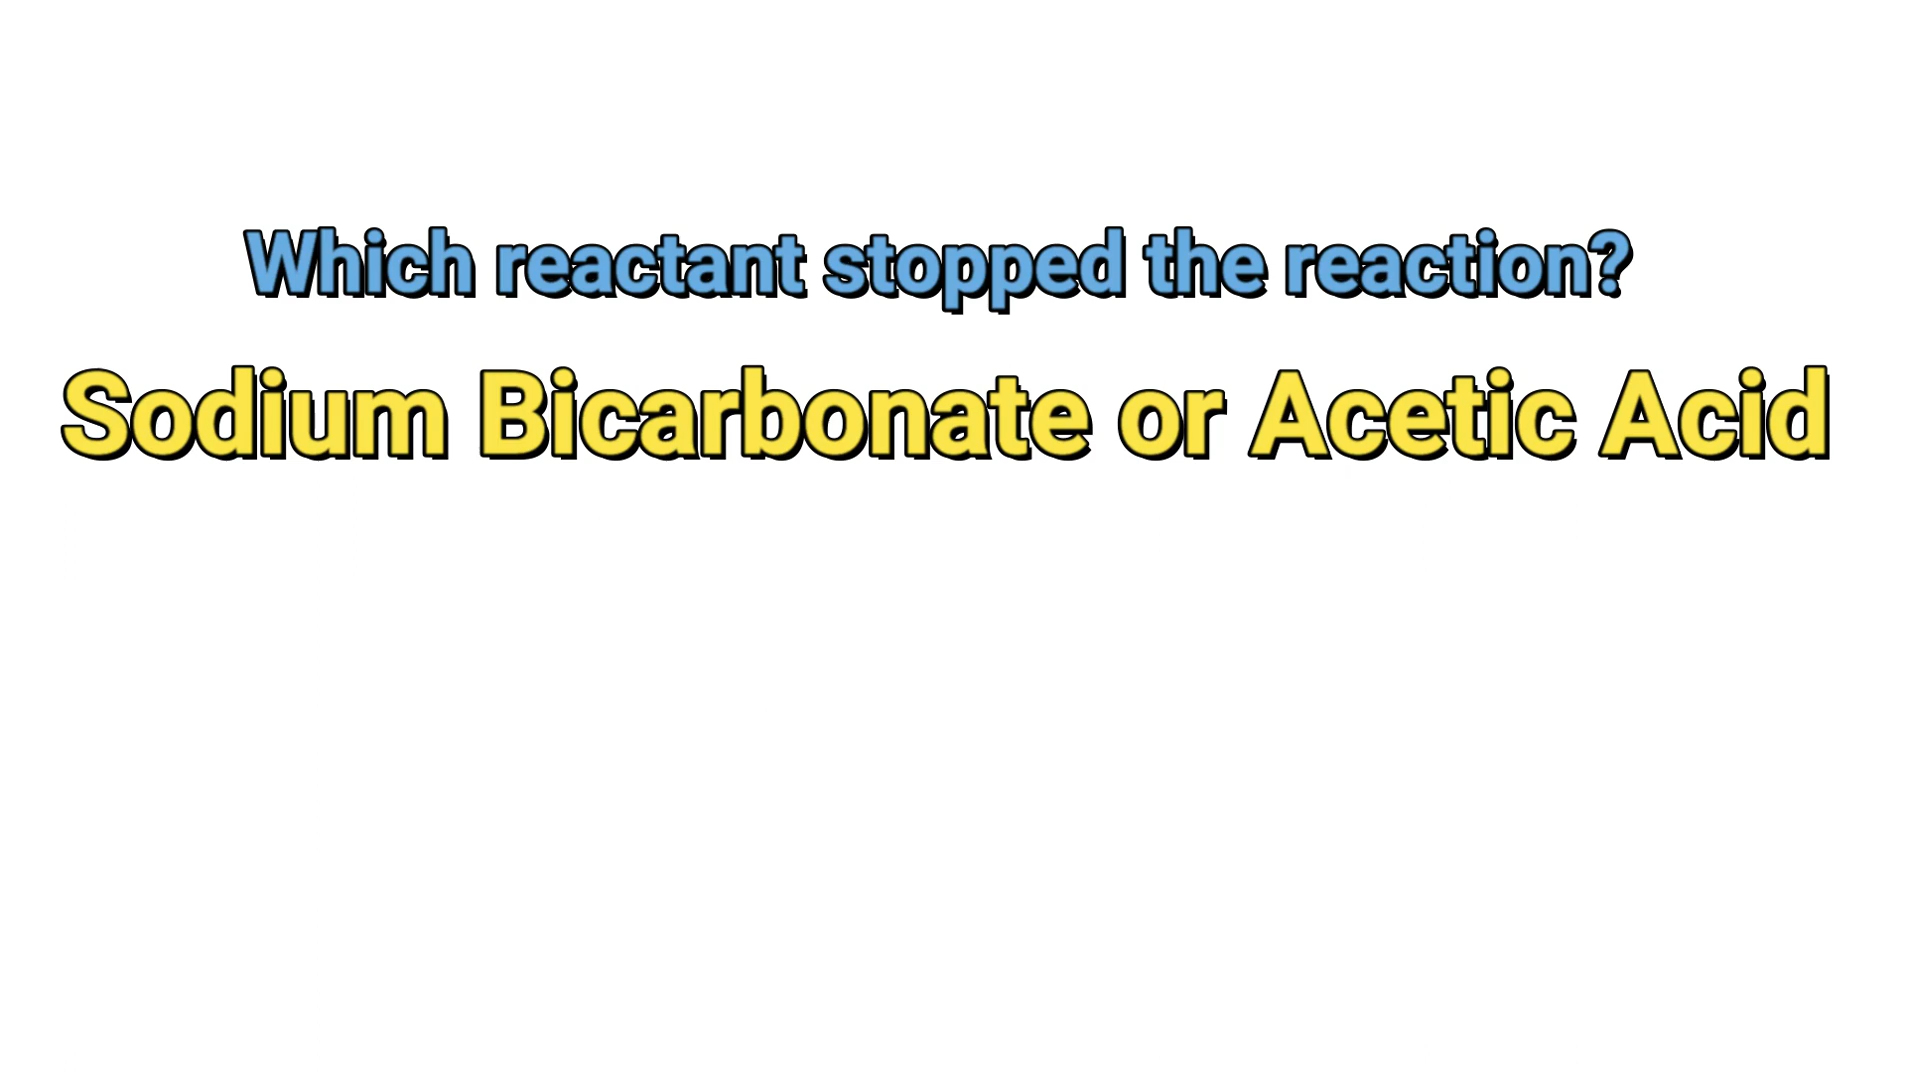 Which reactant stopped the reaction?
Sodium Bicarbonate or Acetic Acid